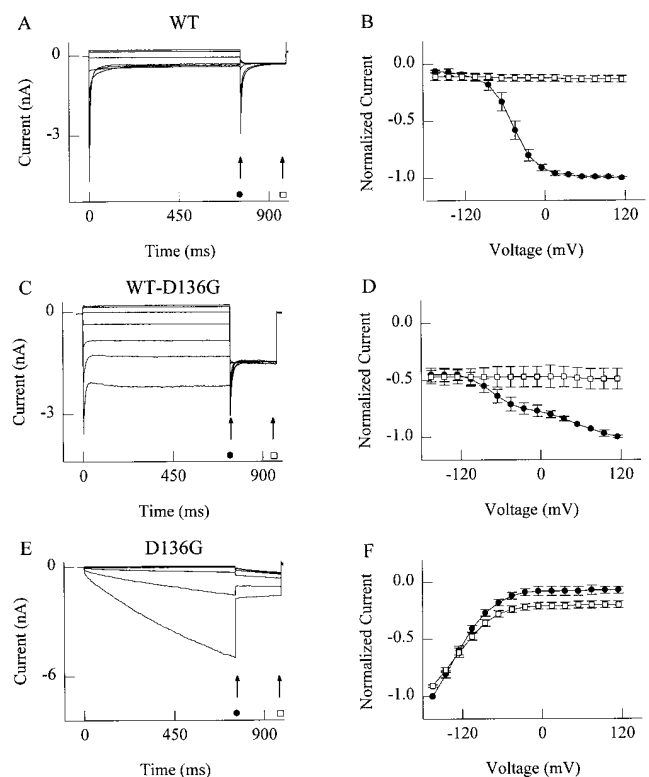 A
WT
B
0
-3
Current (nA)
0
450
900
Time (ms)
0.0
-0.5
-1.0
Normalized Current
-120
0
120
Voltage (mV)
C
WT-D136G
D
0
-3
Current (nA)
0
450
900
Time (ms)
0.0
-0.5
-1.0
Normalized Current
-120
0
120
Voltage (mV)
E
D136G
F
0
-6
Current (nA)
0
450
900
Time (ms)
0.0
-0.5
-1.0
Normalized Current
-120
0
120
Voltage (mV)